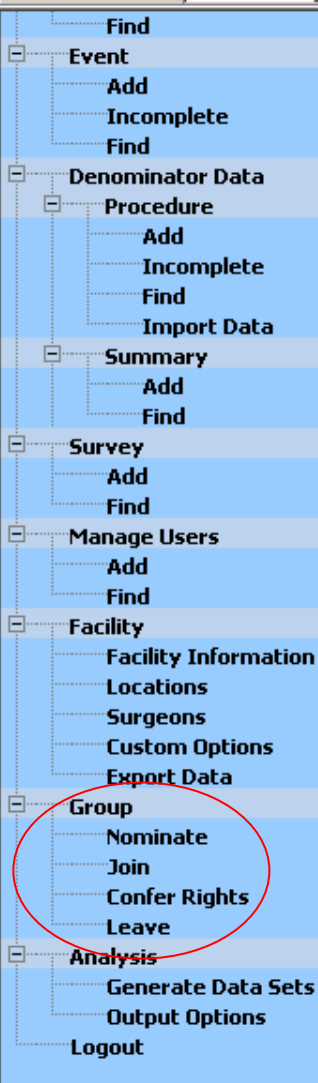 Find
Event
Add
Incomplete
Find
Denominator Data
Procedure
Add
Incomplete
Find
Import Data
Summary
Add
Find
Survey
Add
Find
Manage Users
Add
Find
Facility
Facility Information
Locations
Surgeons
Custom Options
Export Data
Group
Nominate
Join
Confer Rights
Leave
Analysis
Generate Data Sets
Output Options
Logout